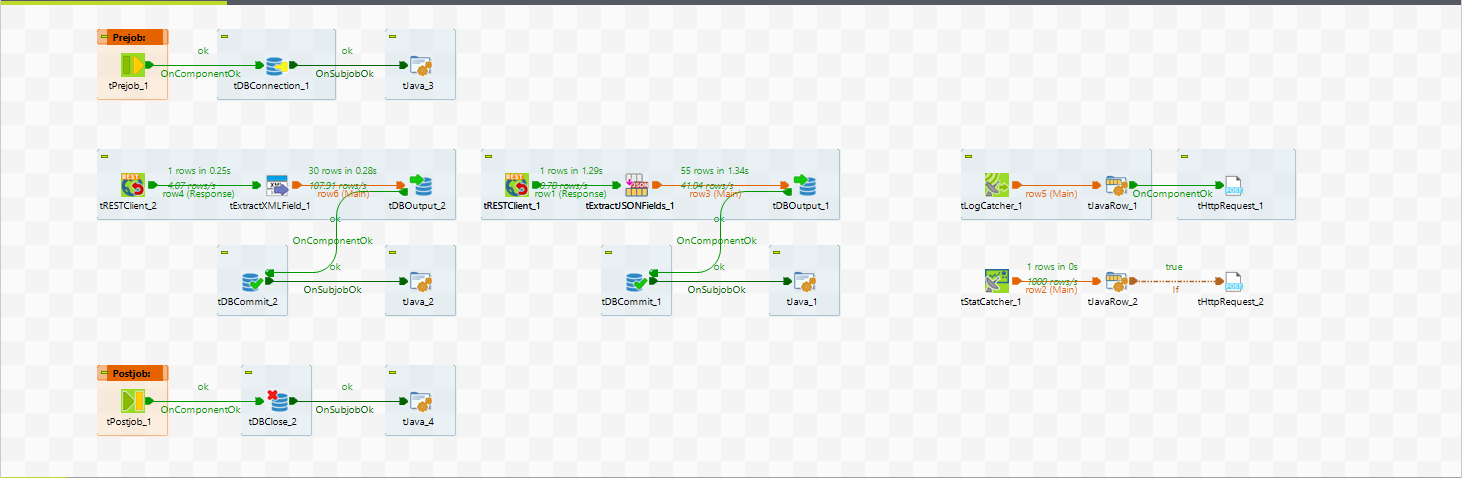 Prejob:
ok
ok
OnComponentOk
OnSubjobOk
tPrejob_1
tDBConnection_1
tJava_3
1 rows in 0.25s
30 rows in 0.28s
4.07 rows/s
107.91 rows/s
row4 (Response)
row6 (Main)
tRESTClient_2
tExtractXMLField_1
tDBOutput_2
ok
OnComponentOk
ok
OnSubjobOk
tDBCommit_2
tJava_2
1 rows in 1.29s
55 rows in 1.34s
0.78 rows/s
41.04 rows/s
row1 (Response)
row3 (Main)
tRESTClient_1
tExtractJSONFields_1
tDBOutput_1
ok
OnComponentOk
ok
OnSubjobOk
tDBCommit_1
tJava_1
row5 (Main)
OnComponentOk
tLogCatcher_1
tJavaRow_1
tHttpRequest_1
1 rows in 0s
true
1000 rows/s
row2 (Main)
If
tStatCatcher_1
tJavaRow_2
tHttpRequest_2
Postjob:
ok
ok
OnComponentOk
OnSubjobOk
tPostjob_1
tDBClose_2
tJava_4